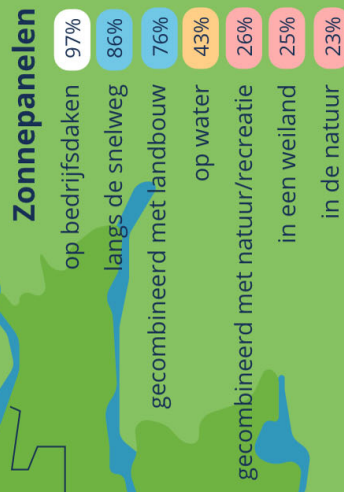 Zonnepanelen
op bedrijfsdaken 97%
langs de snelweg 86%
gecombineerd met landbouw 76%
op water 43%
gecombineerd met natuur/recreatie 26%
in een weiland 25%
in de natuur 23%